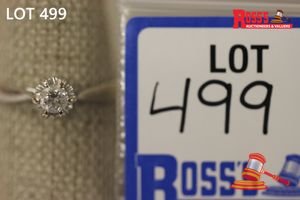 LOT 499
ROSS'S
AUCTIONEERS & VALUERS
LOT
499
ROSS'S